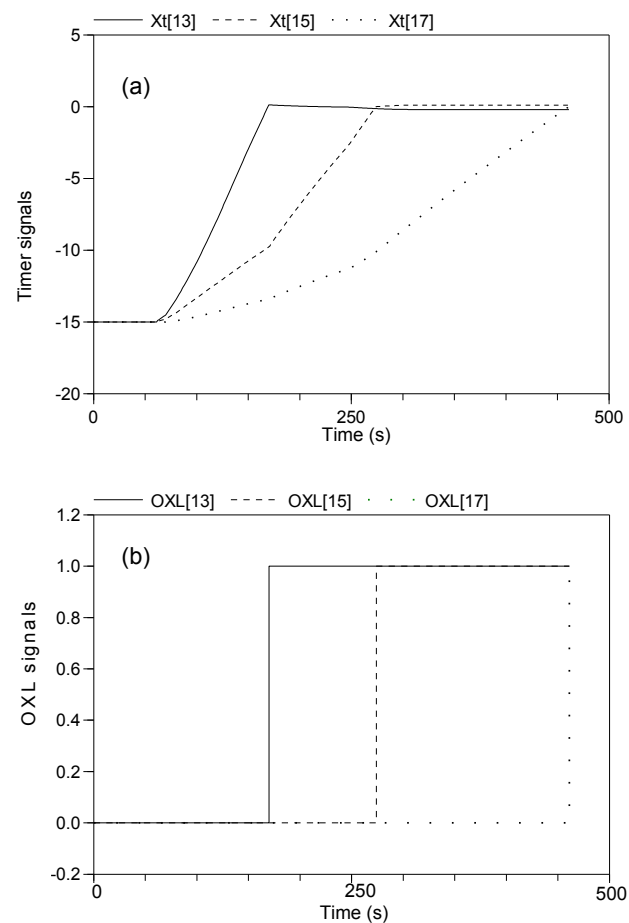 Xt[13] Xt[15] Xt[17]
5
(a)
0
-5
-10
-15
-20
Timer signals
0 250 500
Time (s)
OXL[13] OXL[15] OXL[17]
1.2
(b)
1.0
0.8
0.6
0.4
0.2
0.0
-0.2
OXL signals
0 250 500
Time (s)